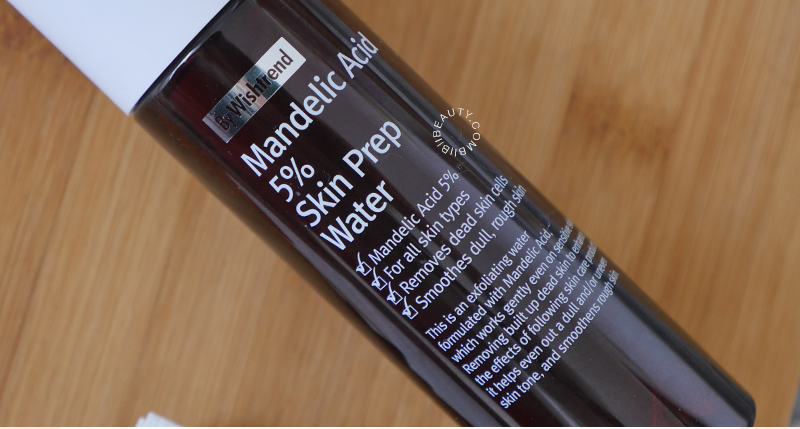 By Wishtrend
Mandelic Acid
5%
Skin Prep
Water
Mandelic Acid 5%
For all skin types
Removes dead skin cells
Smoothes dull, rough skin
This is an exfoliating water
formulated with Mandelic Acid,
which works gently even on sensitive
Removing built up dead skin to
the effects of following skin care
it helps even out a dull and/or
skin tone, and smoothens rough skin
BIIBIIBEAUTY.COM